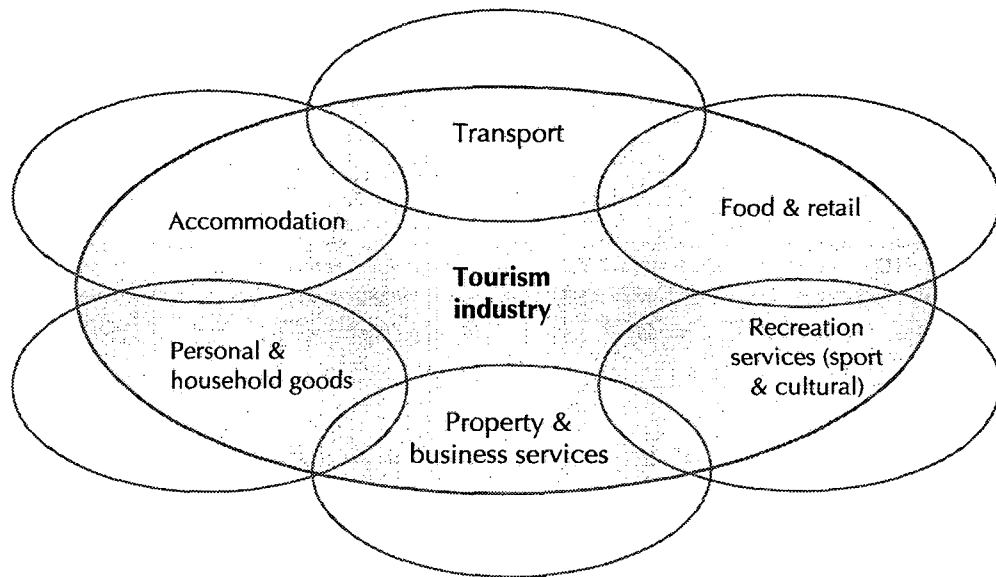 Transport
Accommodation
Food & retail
Tourism
industry
Personal &
household goods
Recreation
services (sport
& cultural)
Property &
business services